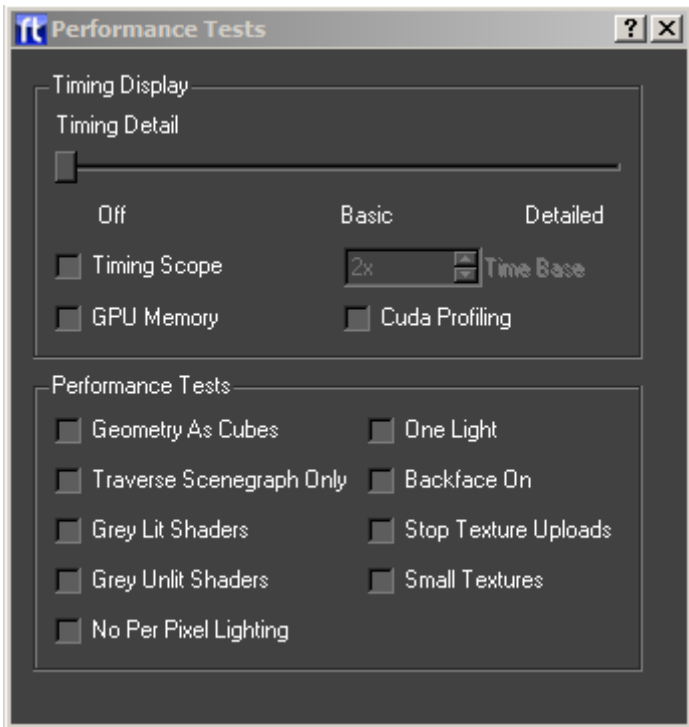 ft Performance Tests ?
Timing Display
Timing Detail
Off Basic Detailed
Timing Scope 2x Time Base
GPU Memory Cuda Profiling
Performance Tests
Geometry As Cubes One Light
Traverse Scenegraph Only Backface On
Grey Lit Shaders Stop Texture Uploads
Grey Unlit Shaders Small Textures
No Per Pixel Lighting